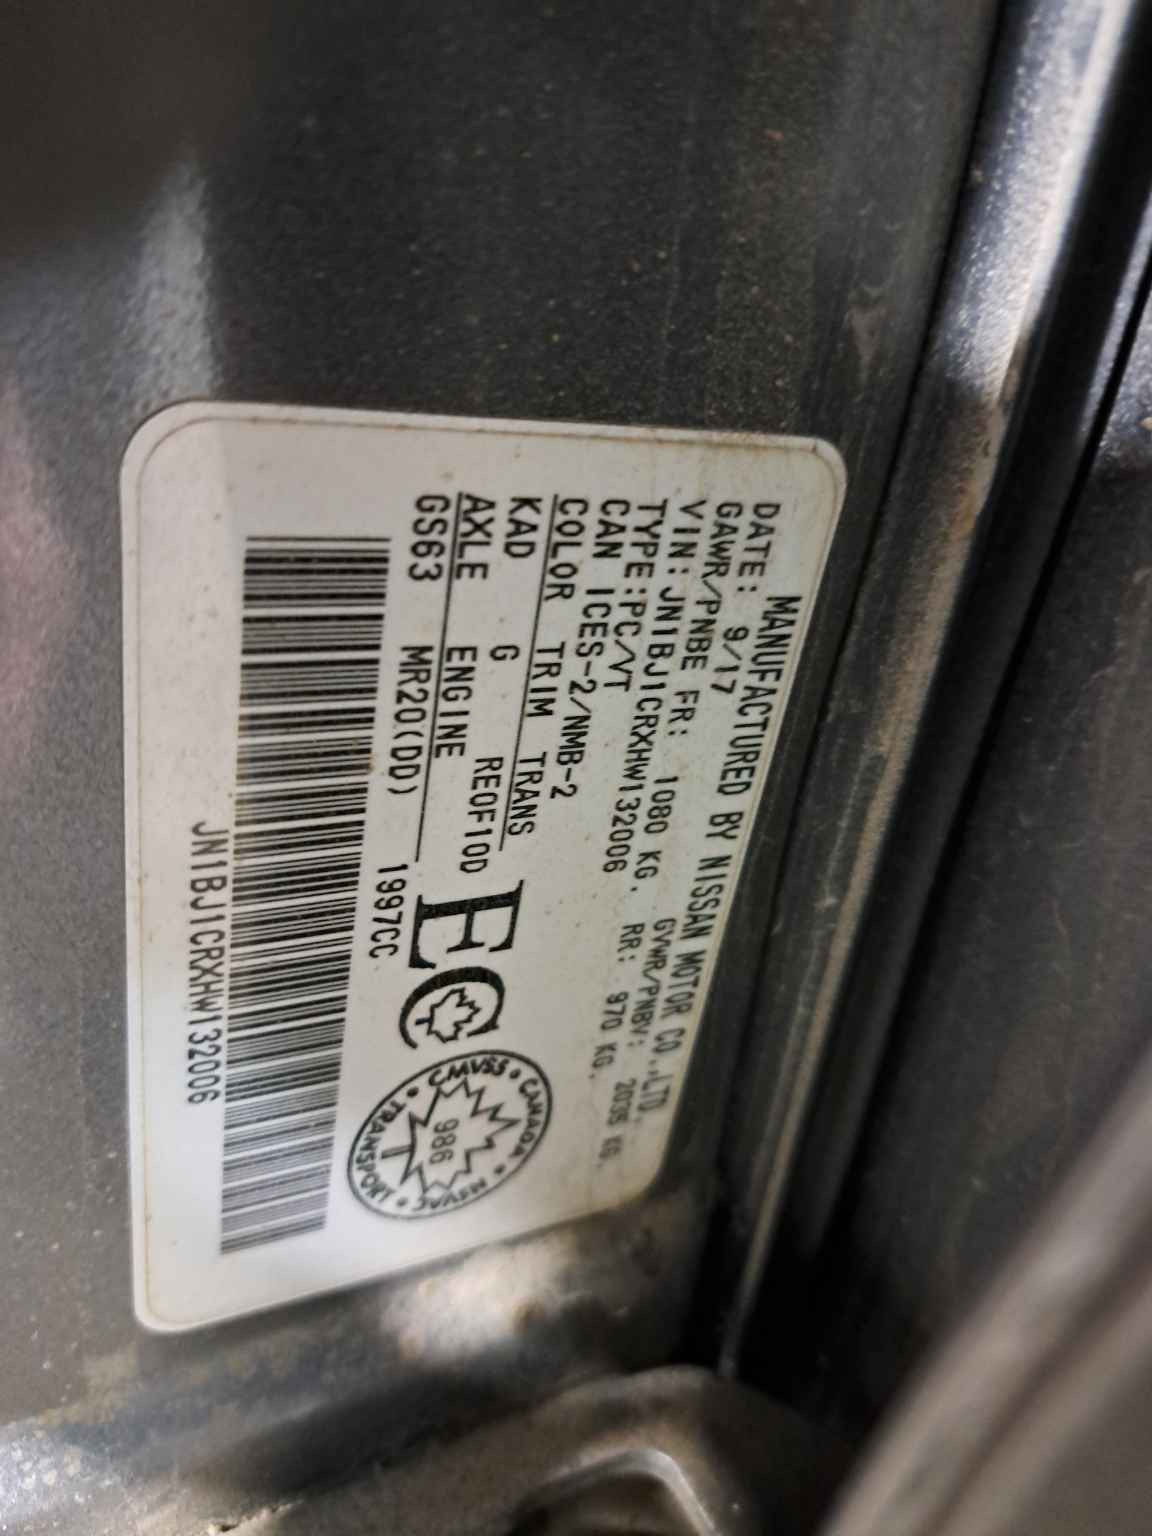 MANUFACTURED BY NISSAN MOTOR CO.,LTD.
DATE: 9/17 GVWR/PNBV: 2035 KG.
GAWR/PNBE FR: 1080 KG. RR: 970 KG.
VIN: JN1BJ1CRXHW132006
TYPE:PC/VT
CAN ICES-2/NMB-2
COLOR TRIM TRANS
KAD G RE0F10D
AXLE ENGINE
GS63 MR20(DD) 1997CC
EC
CANADA • NSVAC • TRANSPORT • CMVSS •
986
JN1BJ1CRXHW132006